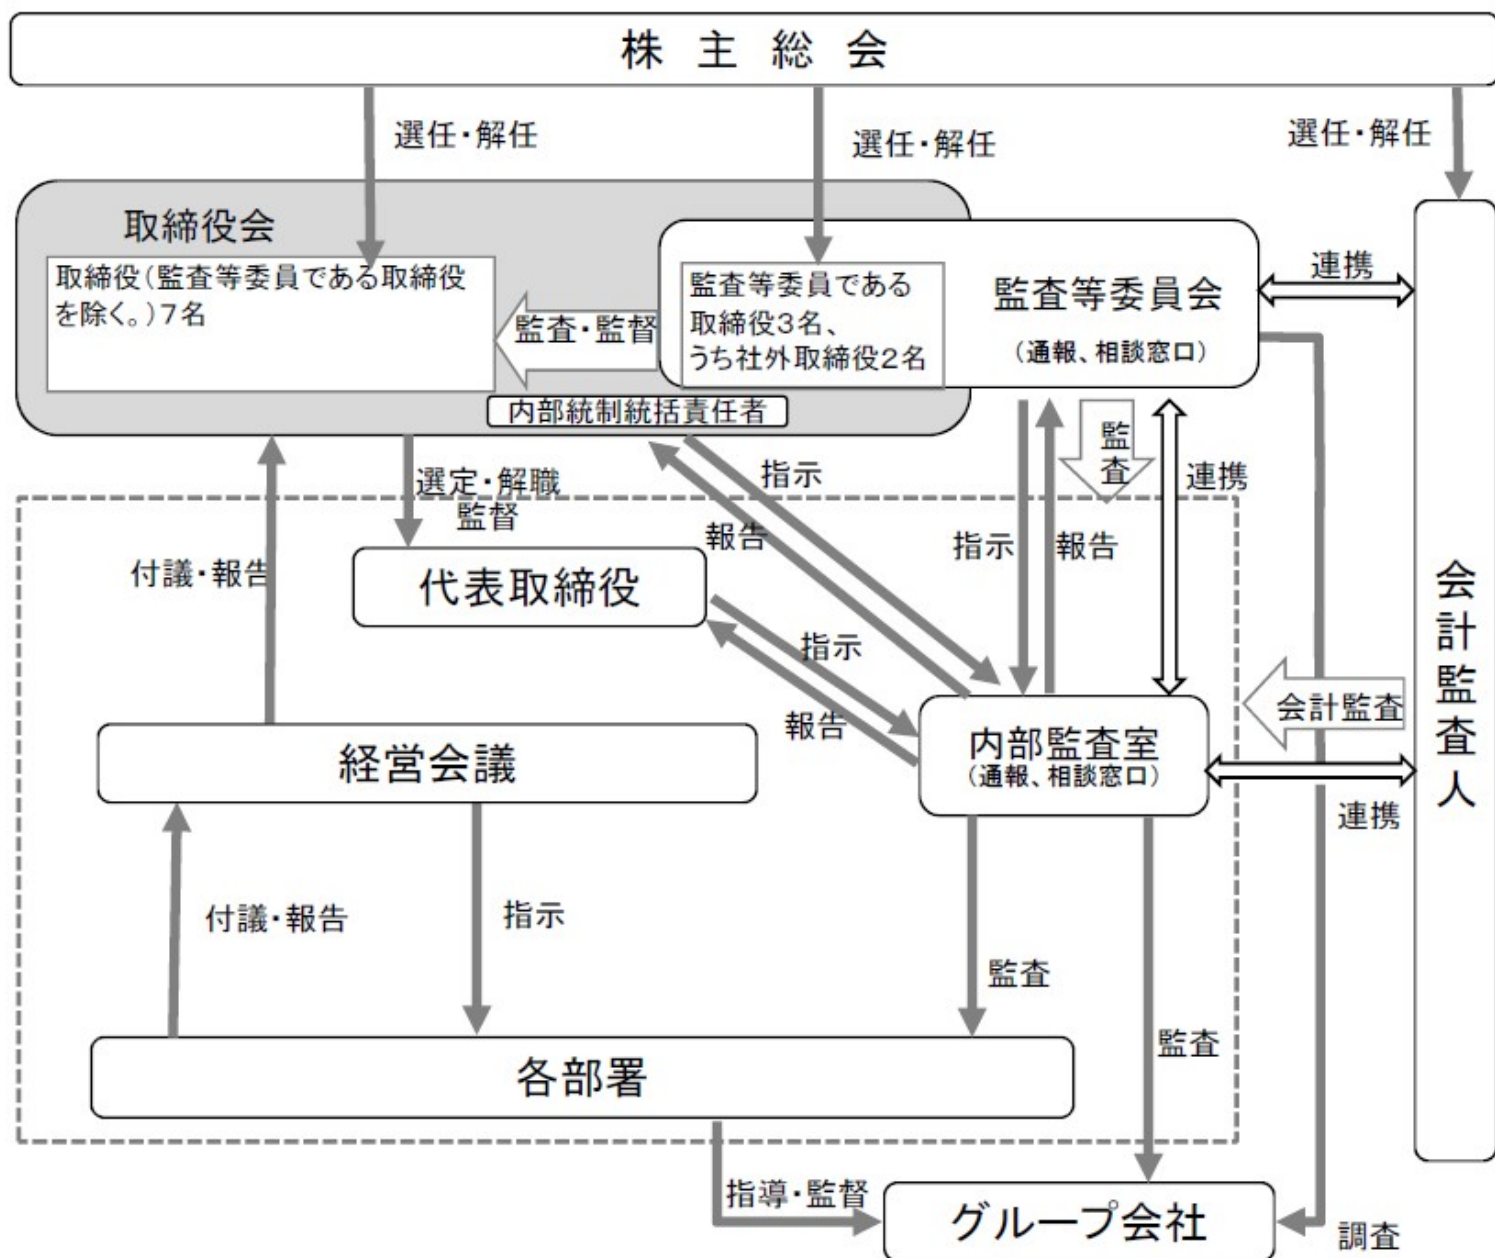 株主総会
選任・解任
選任・解任
選任・解任
取締役会
取締役(監査等委員である取締役
を除く。)7名
監査・監督
監査等委員である
取締役3名、
うち社外取締役2名
監査等委員会
(通報、相談窓口)
連携
内部統制統括責任者
選定・解職
監督
指示
報告
監査
連携
指示
報告
付議・報告
代表取締役
指示
報告
会計監査人
会計監査
経営会議
内部監査室
(通報、相談窓口)
連携
付議・報告
指示
監査
監査
各部署
指導・監督
グループ会社
調査